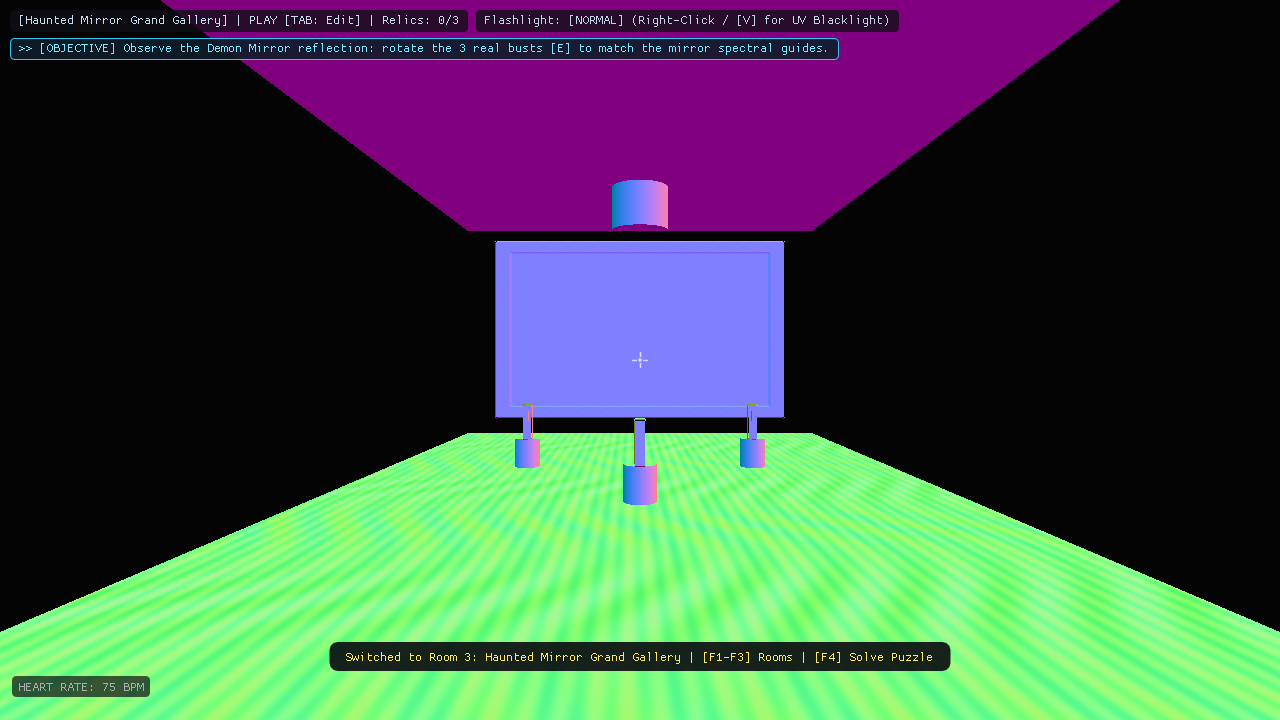 [Haunted Mirror Grand Gallery] | PLAY [TAB: Edit] | Relics: 0/3
Flashlight: [NORMAL] (Right-Click / [V] for UV Blacklight)
>> [OBJECTIVE] Observe the Demon Mirror reflection: rotate the 3 real busts [E] to match the mirror spectral guides.
Switched to Room 3: Haunted Mirror Grand Gallery | [F1-F3] Rooms | [F4] Solve Puzzle
HEART RATE: 75 BPM